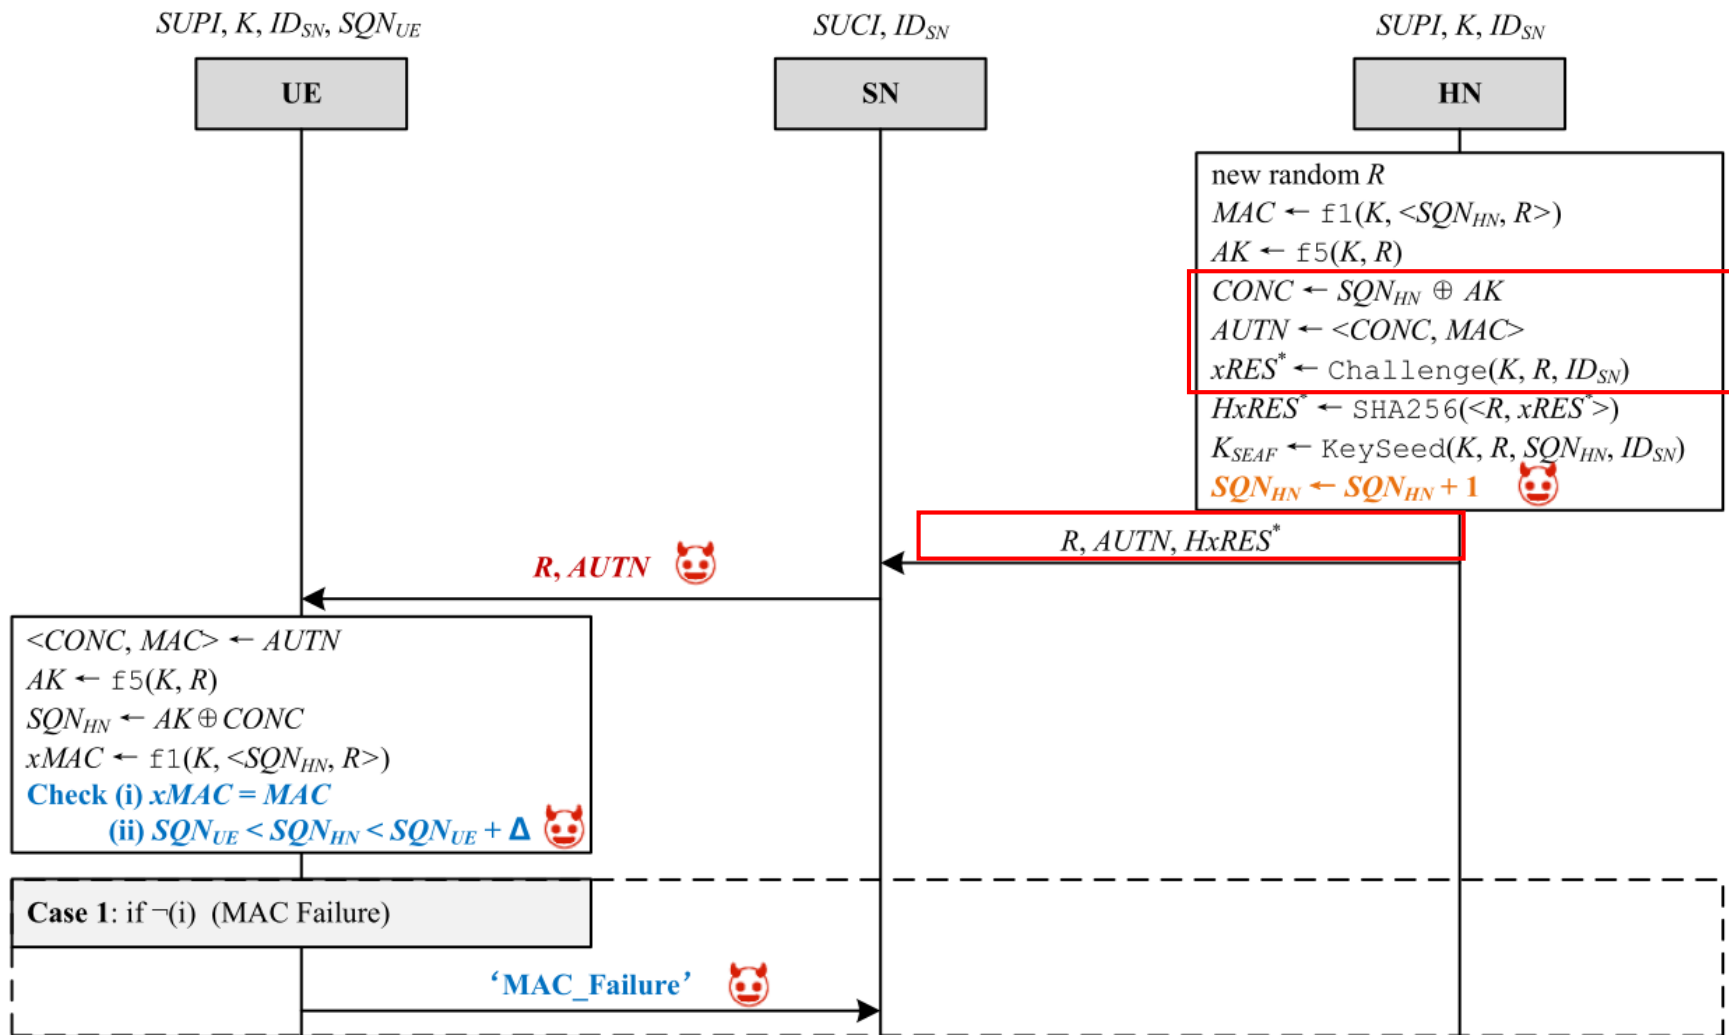 SUPI, K, ID_SN, SQN_UE
SUCI, ID_SN
SUPI, K, ID_SN
UE
SN
HN
new random R
MAC ← f1(K, <SQN_HN, R>)
AK ← f5(K, R)
CONC ← SQN_HN ⊕ AK
AUTN ← <CONC, MAC>
xRES* ← Challenge(K, R, ID_SN)
HxRES* ← SHA256(<R, xRES*>)
K_SEAF ← KeySeed(K, R, SQN_HN, ID_SN)
SQN_HN ← SQN_HN + 1
R, AUTN, HxRES*
R, AUTN
<CONC, MAC> ← AUTN
AK ← f5(K, R)
SQN_HN ← AK ⊕ CONC
xMAC ← f1(K, <SQN_HN, R>)
Check (i) xMAC = MAC
(ii) SQN_UE < SQN_HN < SQN_UE + Δ
Case 1: if ¬(i) (MAC Failure)
‘MAC_Failure’